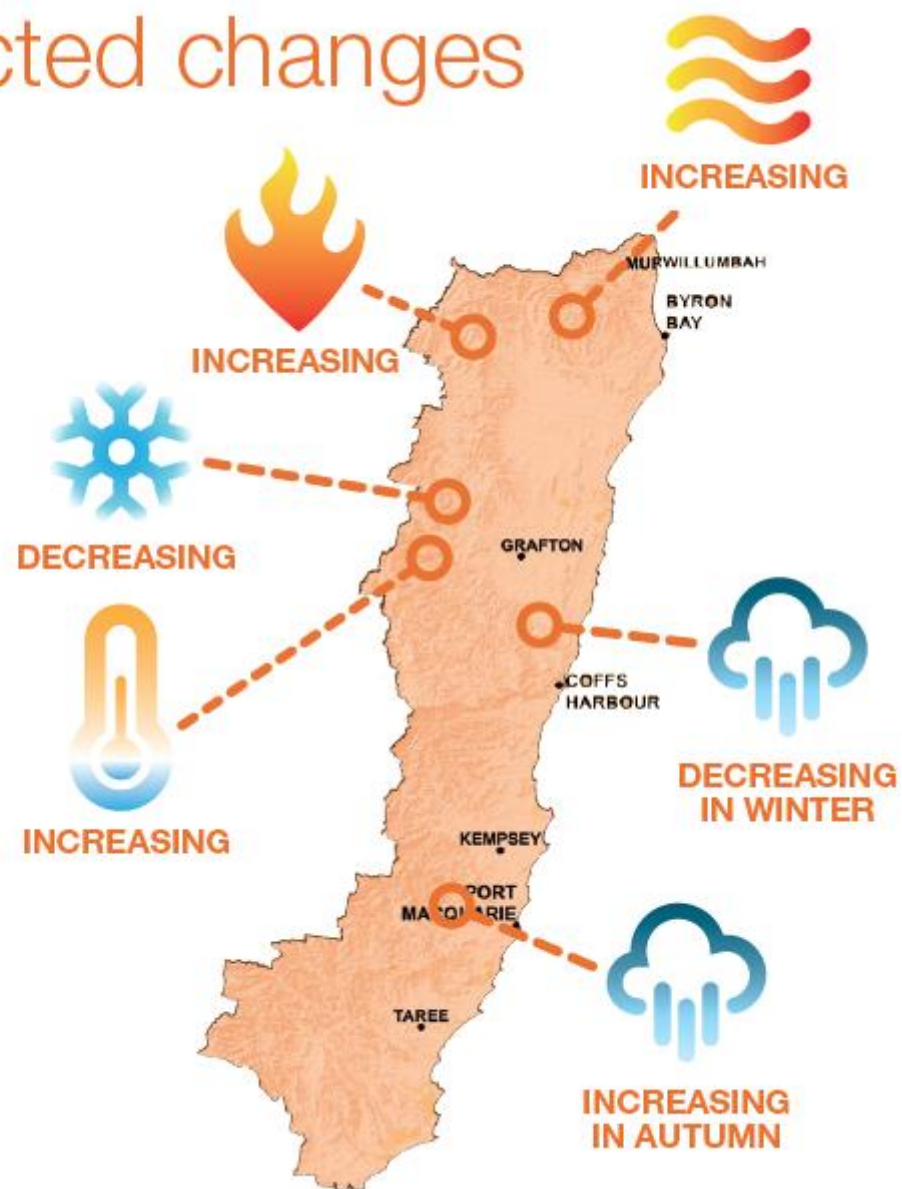 cted changes
INCREASING
INCREASING
MURWILLUMBAH
BYRON
BAY
DECREASING
GRAFTON
COFFS
HARBOUR
DECREASING
IN WINTER
INCREASING
KEMPSEY
PORT
MACQUARIE
TAREE
INCREASING
IN AUTUMN